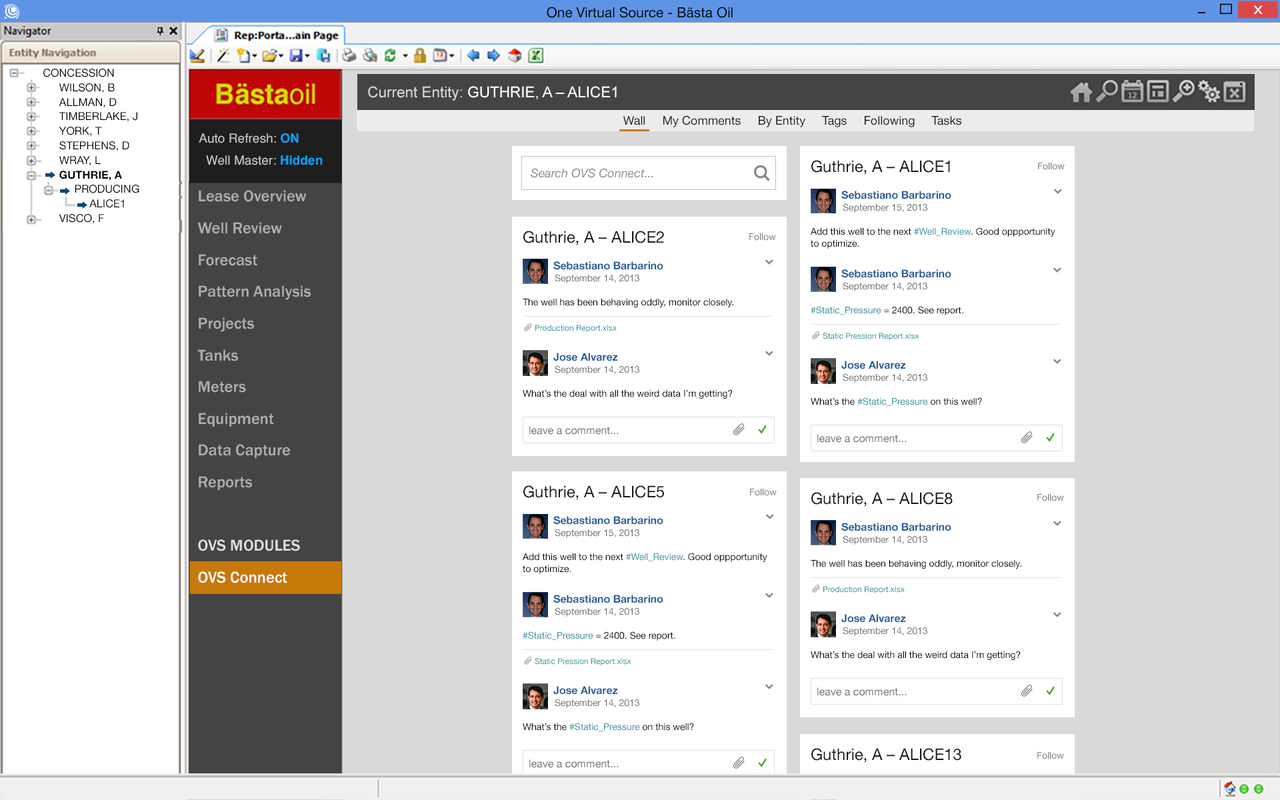 One Virtual Source - Bästa Oil
Navigator
Entity Navigation
CONCESSION
WILSON, B
ALLMAN, D
TIMBERLAKE, J
YORK, T
STEPHENS, D
WRAY, L
GUTHRIE, A
PRODUCING
ALICE1
VISCO, F
Rep:Porta...ain Page
Bästaoil
Auto Refresh: ON
Well Master: Hidden
Lease Overview
Well Review
Forecast
Pattern Analysis
Projects
Tanks
Meters
Equipment
Data Capture
Reports
OVS MODULES
OVS Connect
Current Entity: GUTHRIE, A – ALICE1
12
Wall My Comments By Entity Tags Following Tasks
Search OVS Connect...
Guthrie, A – ALICE2 Follow
Sebastiano Barbarino
September 14, 2013
The well has been behaving oddly, monitor closely.
Production Report.xlsx
Jose Alvarez
September 14, 2013
What's the deal with all the weird data I'm getting?
leave a comment...
Guthrie, A – ALICE5 Follow
Sebastiano Barbarino
September 15, 2013
Add this well to the next #Well_Review. Good oppportunity
to optimize.
Sebastiano Barbarino
September 14, 2013
#Static_Pressure = 2400. See report.
Static Pression Report.xlsx
Jose Alvarez
September 14, 2013
What's the #Static_Pressure on this well?
leave a comment...
Guthrie, A – ALICE1 Follow
Sebastiano Barbarino
September 15, 2013
Add this well to the next #Well_Review. Good oppportunity
to optimize.
Sebastiano Barbarino
September 14, 2013
#Static_Pressure = 2400. See report.
Static Pression Report.xlsx
Jose Alvarez
September 14, 2013
What's the #Static_Pressure on this well?
leave a comment...
Guthrie, A – ALICE8 Follow
Sebastiano Barbarino
September 14, 2013
The well has been behaving oddly, monitor closely.
Production Report.xlsx
Jose Alvarez
September 14, 2013
What's the deal with all the weird data I'm getting?
leave a comment...
Guthrie, A – ALICE13 Follow